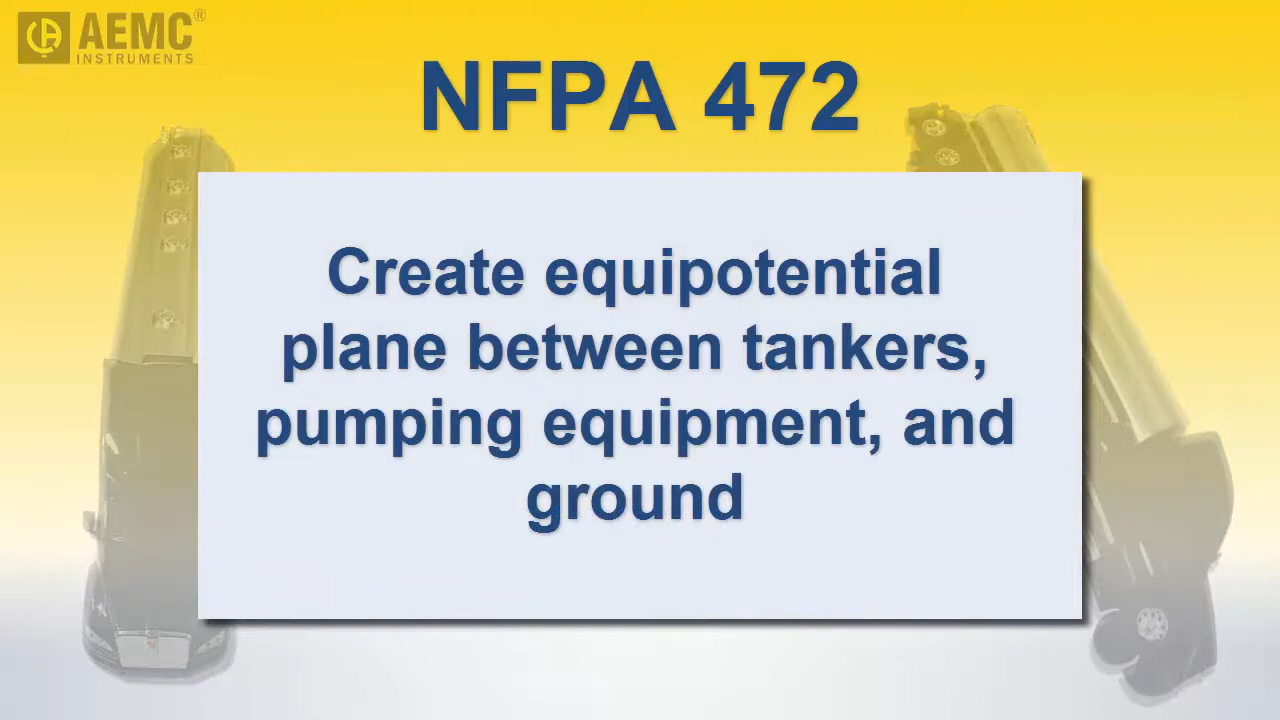 AEMC®
INSTRUMENTS
NFPA 472
Create equipotential
plane between tankers,
pumping equipment, and
ground